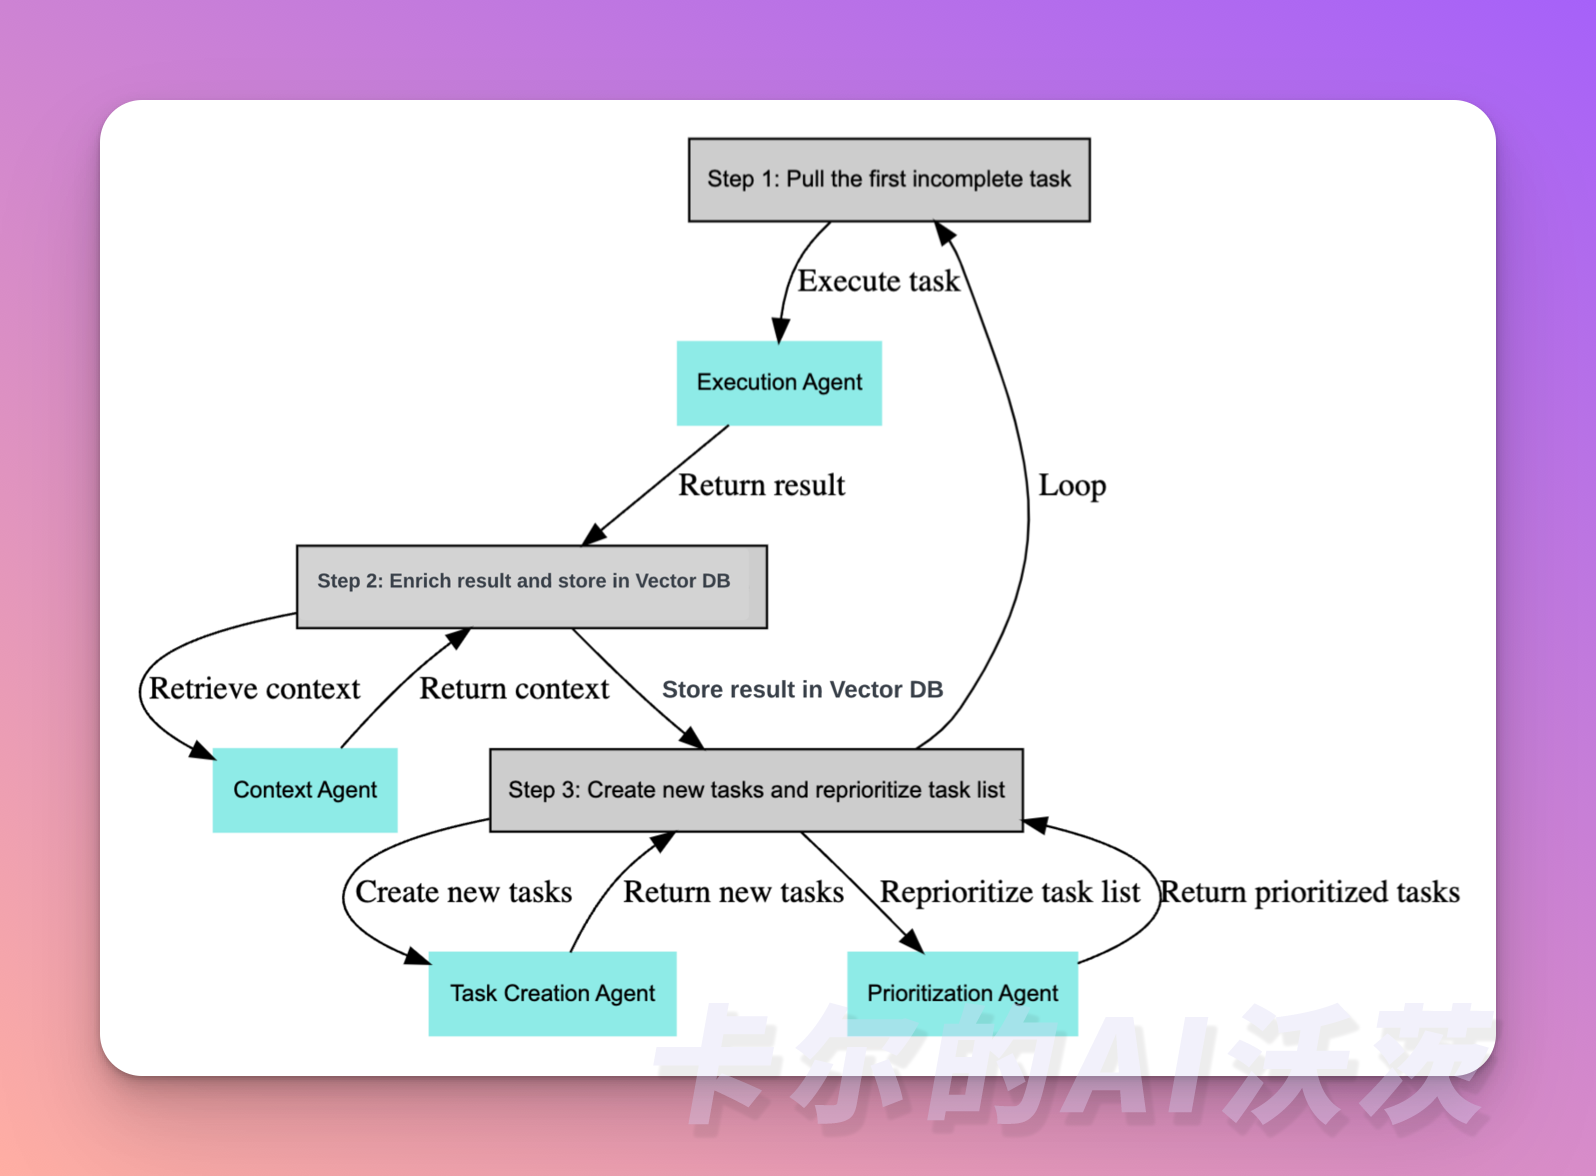 Step 1: Pull the first incomplete task
Execute task
Execution Agent
Return result
Loop
Step 2: Enrich result and store in Vector DB
Retrieve context
Return context
Store result in Vector DB
Context Agent
Step 3: Create new tasks and reprioritize task list
Create new tasks
Return new tasks
Reprioritize task list
Return prioritized tasks
Task Creation Agent
Prioritization Agent
卡尔的AI沃茨